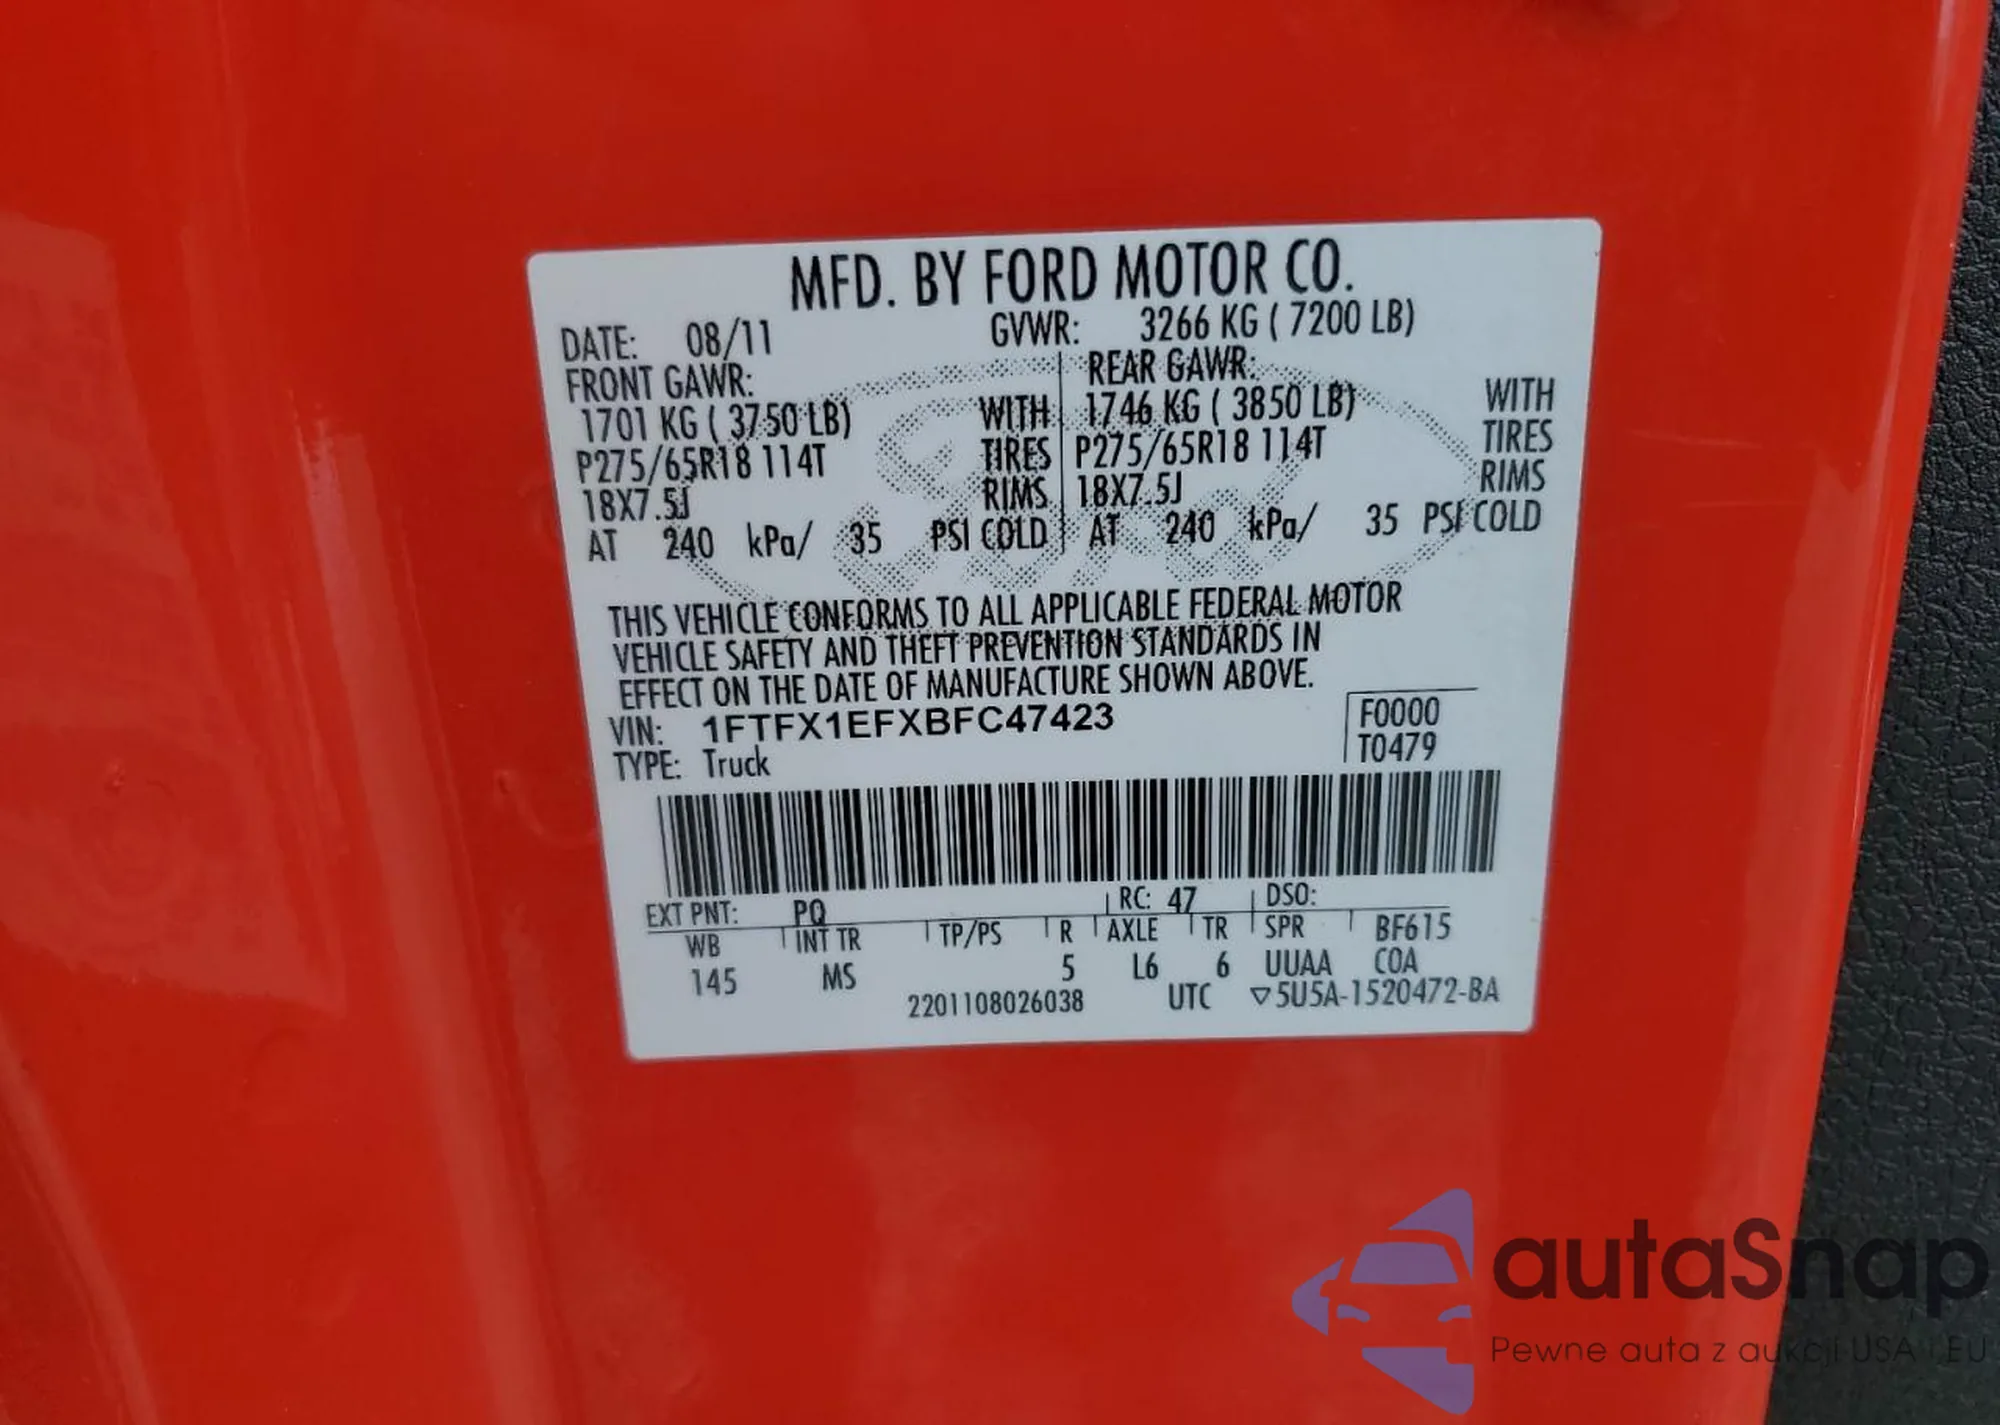 MFD. BY FORD MOTOR CO.
DATE: 08/11 GVWR: 3266 KG ( 7200 LB)
FRONT GAWR: REAR GAWR:
1701 KG ( 3750 LB) WITH 1746 KG ( 3850 LB) WITH
P275/65R18 114T TIRES P275/65R18 114T TIRES
18X7.5J RIMS 18X7.5J RIMS
AT 240 kPa/ 35 PSI COLD AT 240 kPa/ 35 PSI COLD
THIS VEHICLE CONFORMS TO ALL APPLICABLE FEDERAL MOTOR
VEHICLE SAFETY AND THEFT PREVENTION STANDARDS IN
EFFECT ON THE DATE OF MANUFACTURE SHOWN ABOVE.
VIN: 1FTFX1EFXBFC47423 F0000
TYPE: Truck T0479
EXT PNT: PQ RC: 47 DSO:
WB INT TR TP/PS R AXLE TR SPR BF615
145 MS 5 L6 6 UUAA COA
2201108026038 UTC ▽5U5A-1520472-BA
autaSnap
Pewne auta z aukcji USA i EU